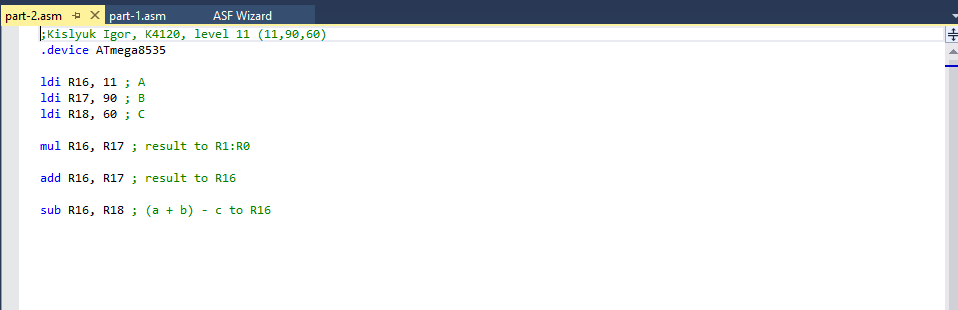 part-2.asm part-1.asm ASF Wizard
;Kislyuk Igor, K4120, level 11 (11,90,60)
.device ATmega8535
ldi R16, 11 ; A
ldi R17, 90 ; B
ldi R18, 60 ; C
mul R16, R17 ; result to R1:R0
add R16, R17 ; result to R16
sub R16, R18 ; (a + b) - c to R16